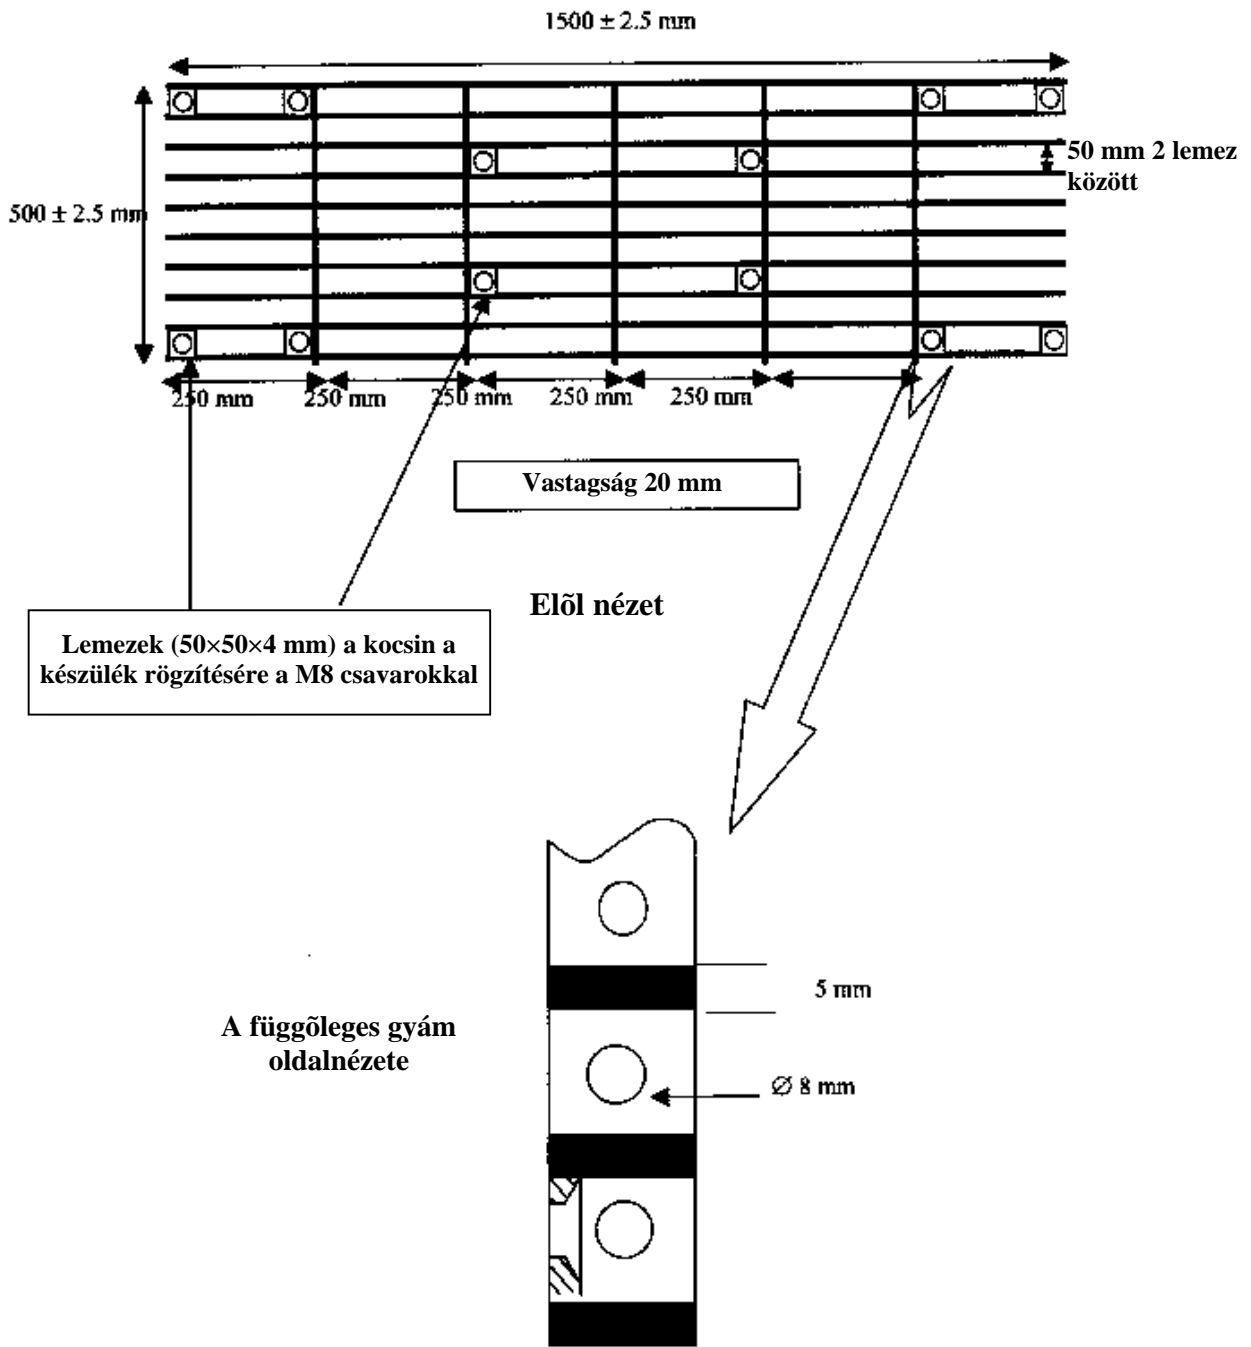 1500 ± 2.5 mm
50 mm 2 lemez
között
500 ± 2.5 mm
250 mm 250 mm 250 mm 250 mm 250 mm
Vastagság 20 mm
Elõl nézet
Lemezek (50×50×4 mm) a kocsin a
készülék rögzítésére a M8 csavarokkal
5 mm
A függõleges gyám
oldalnézete
∅ 8 mm